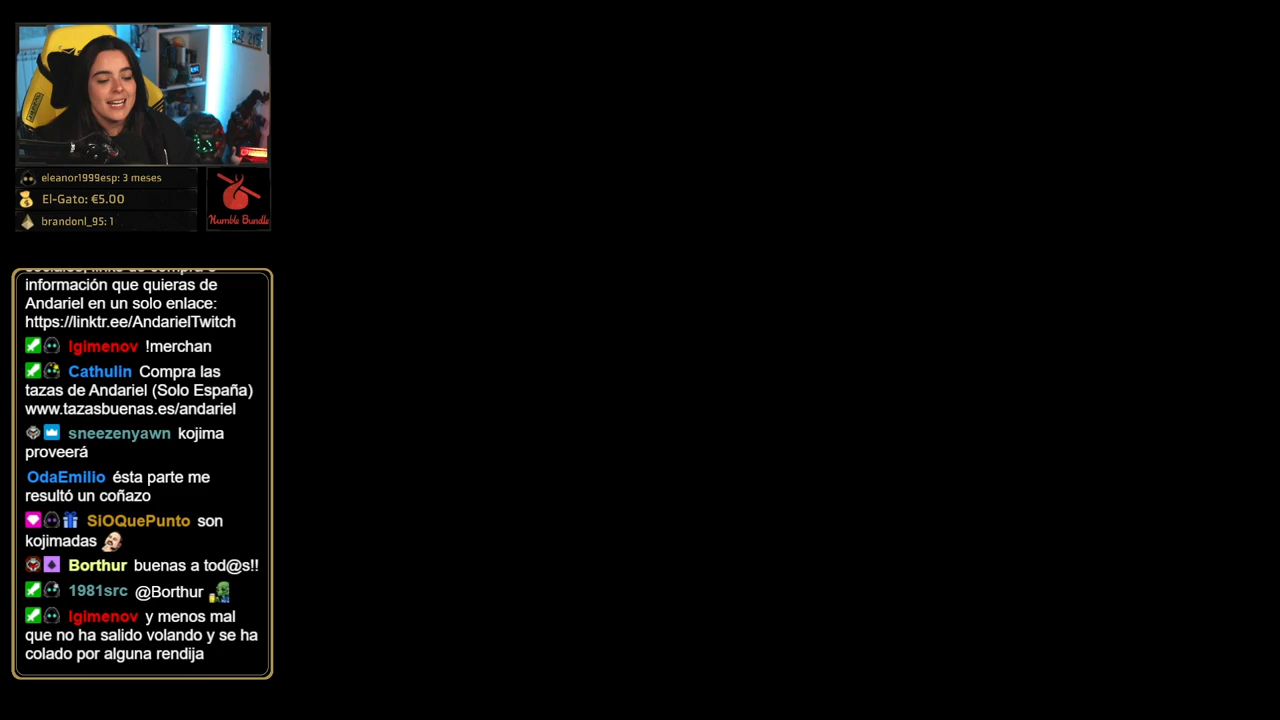 eleanor1999esp: 3 meses
El-Gato: €5.00
brandonl_95: 1
Humble Bundle
información que quieras de
Andariel en un solo enlace:
https://linktr.ee/AndarielTwitch
Igimenov !merchan
Cathulin Compra las
tazas de Andariel (Solo España)
www.tazasbuenas.es/andariel
sneezenyawn kojima
proveerá
OdaEmilio ésta parte me
resultó un coñazo
SiOQuePunto son
kojimadas
Borthur buenas a tod@s!!
1981src @Borthur
Igimenov y menos mal
que no ha salido volando y se ha
colado por alguna rendija